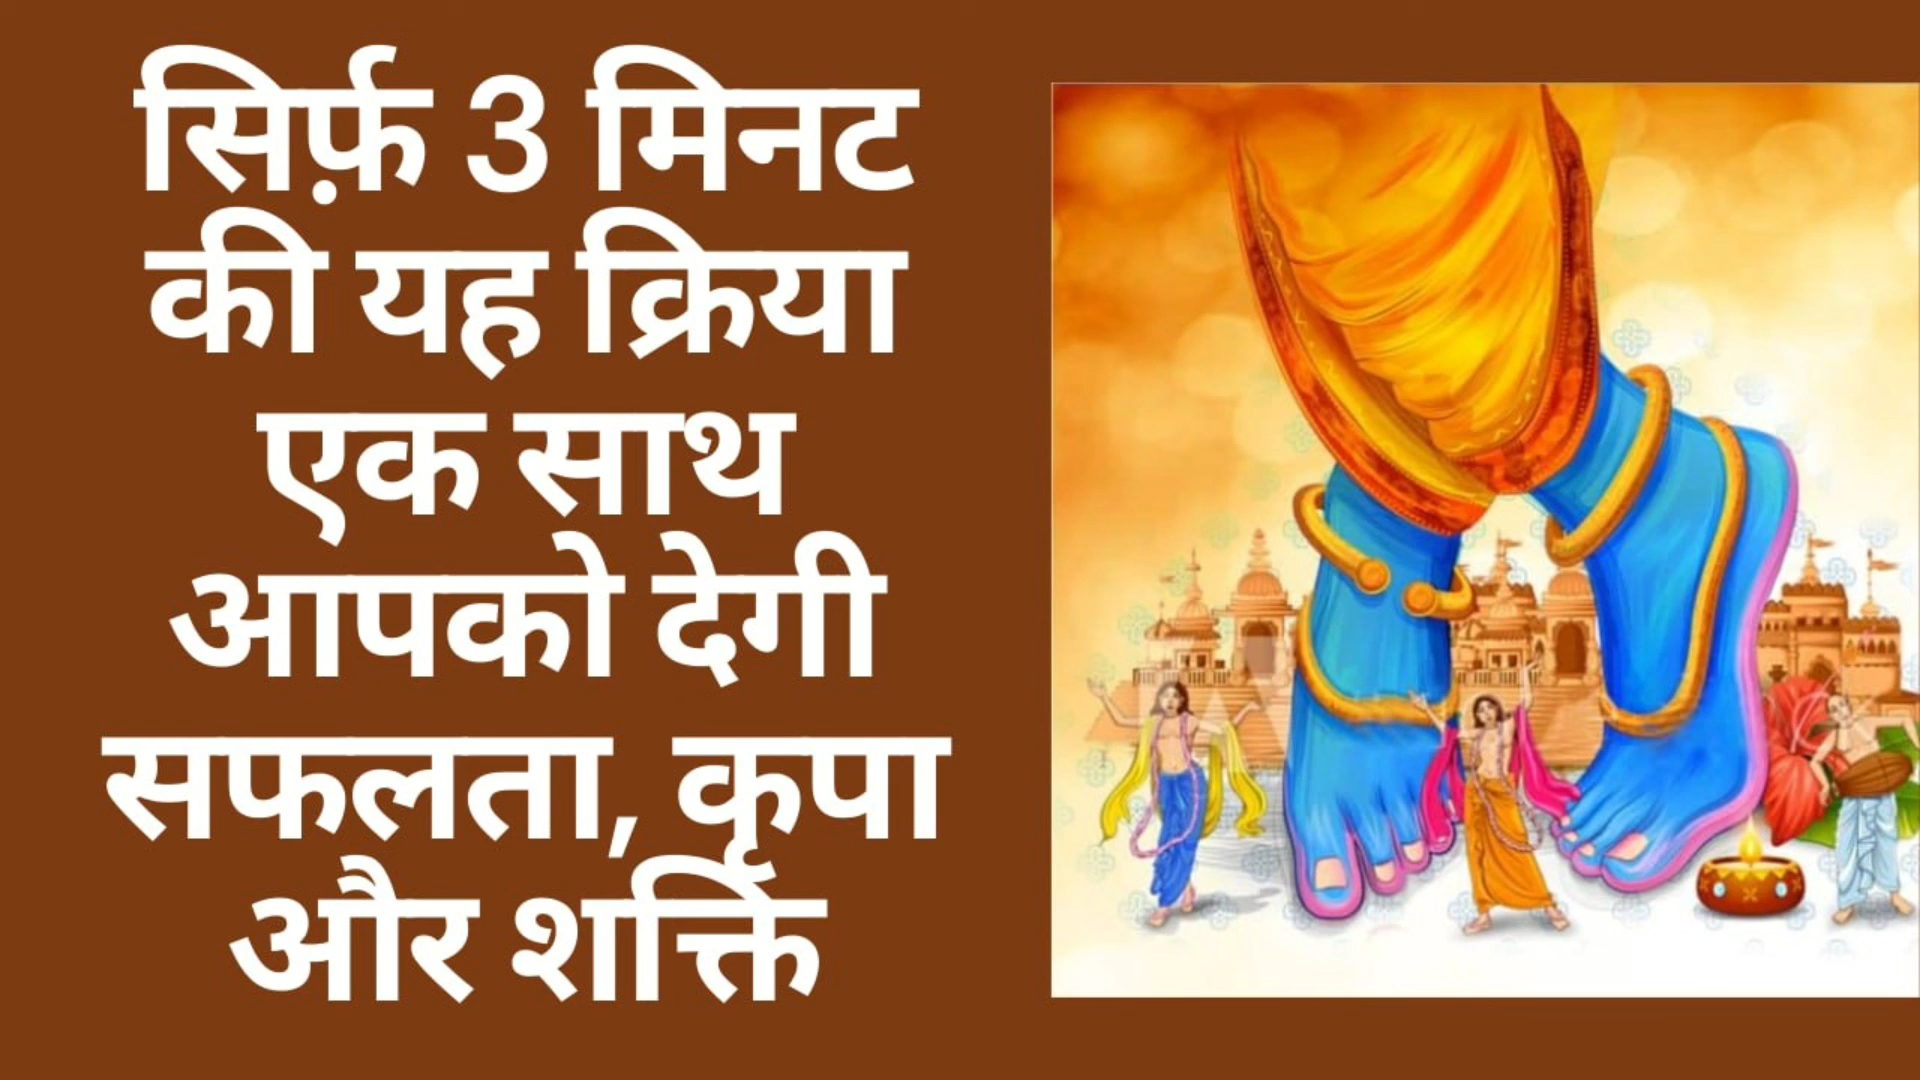 सिर्फ़ 3 मिनट
की यह क्रिया
एक साथ
आपको देगी
सफलता, कृपा
और शक्ति